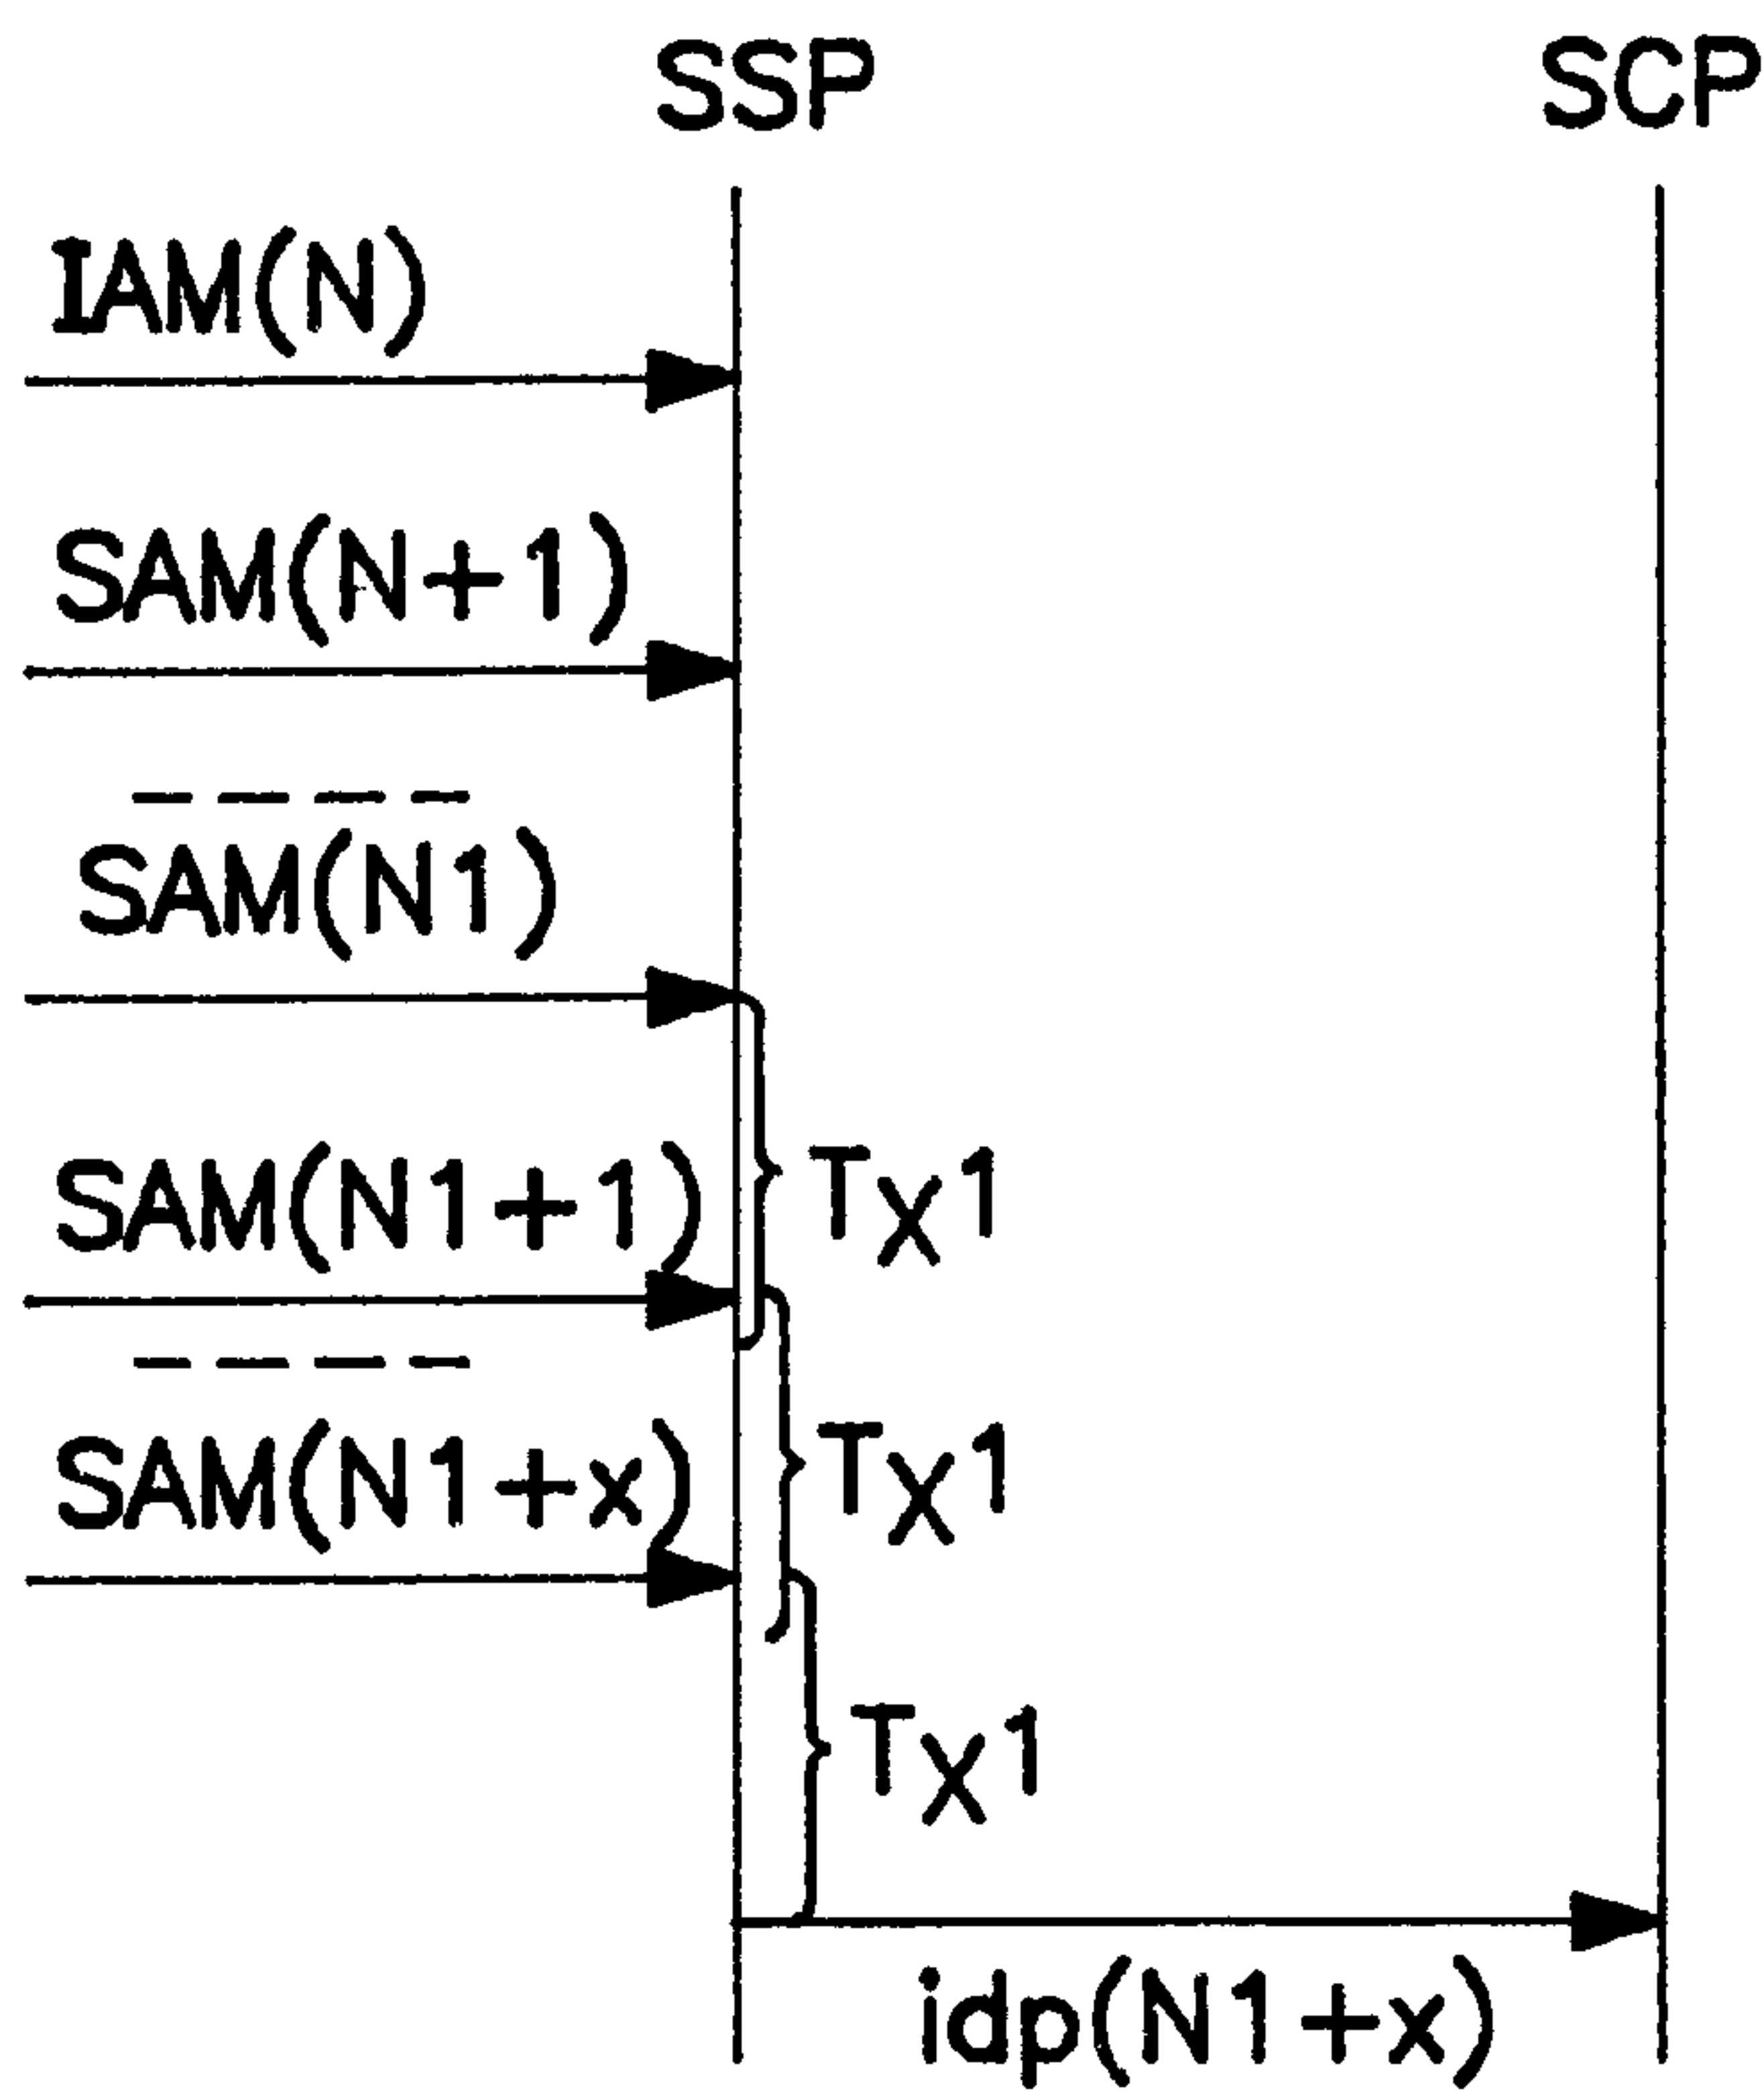 SSP SCP
IAM(N)
SAM(N+1)
SAM(N1)
SAM(N1+1)
Tx1
SAM(N1+x)
Tx1
Tx1
idp(N1+x)